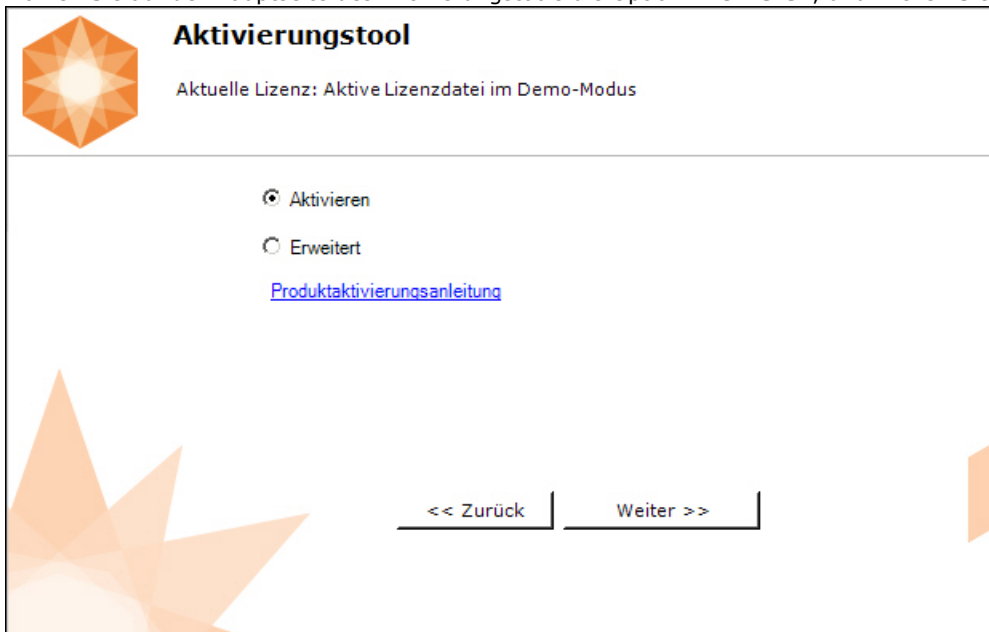 Aktivierungstool
Aktuelle Lizenz: Aktive Lizenzdatei im Demo-Modus
Aktivieren
Erweitert
Produktaktivierungsanleitung
<< Zurück
Weiter >>